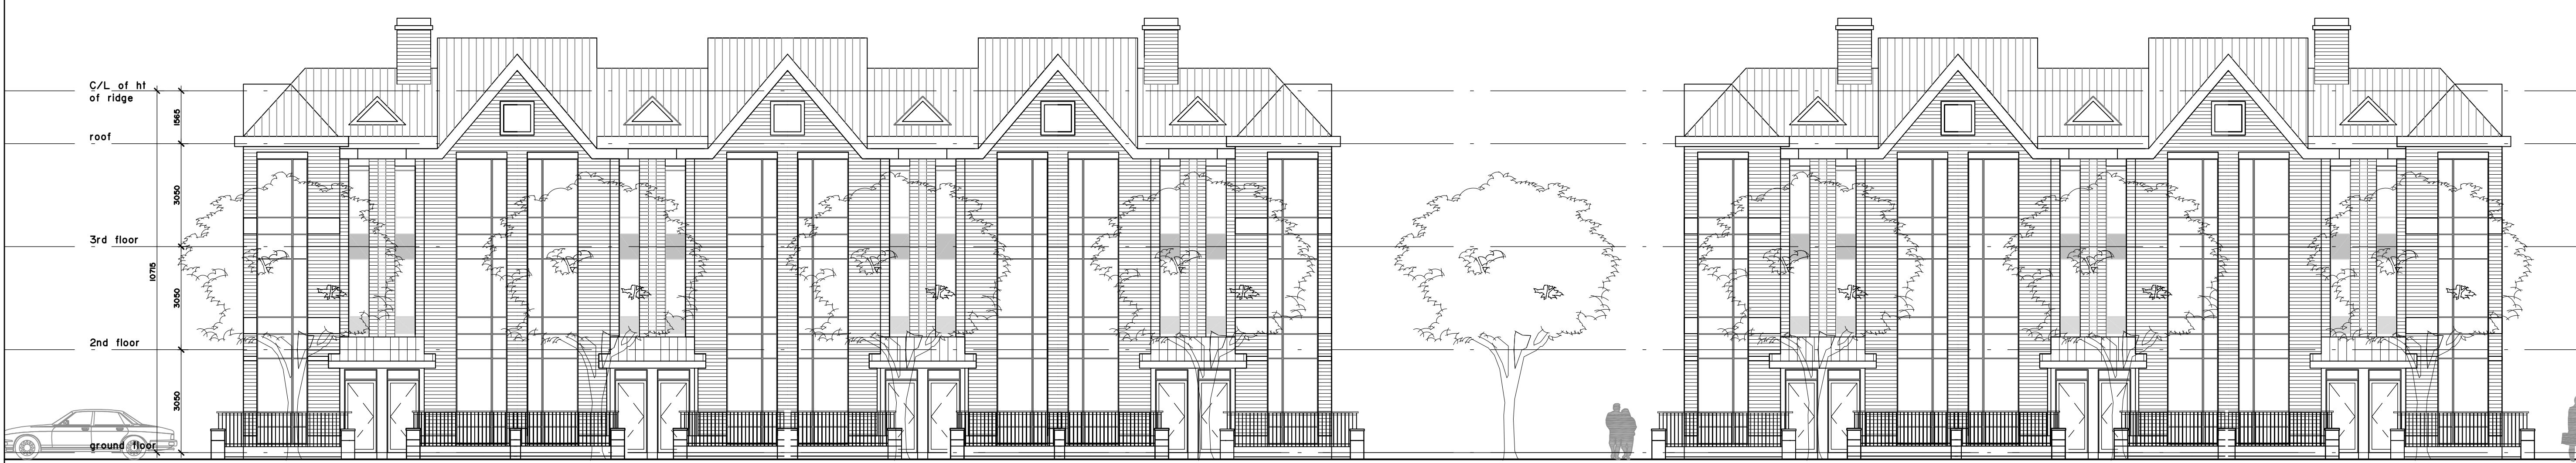 C/L of ht
of ridge
1565
roof
3050
3rd floor
10715
3050
2nd floor
3050
ground floor